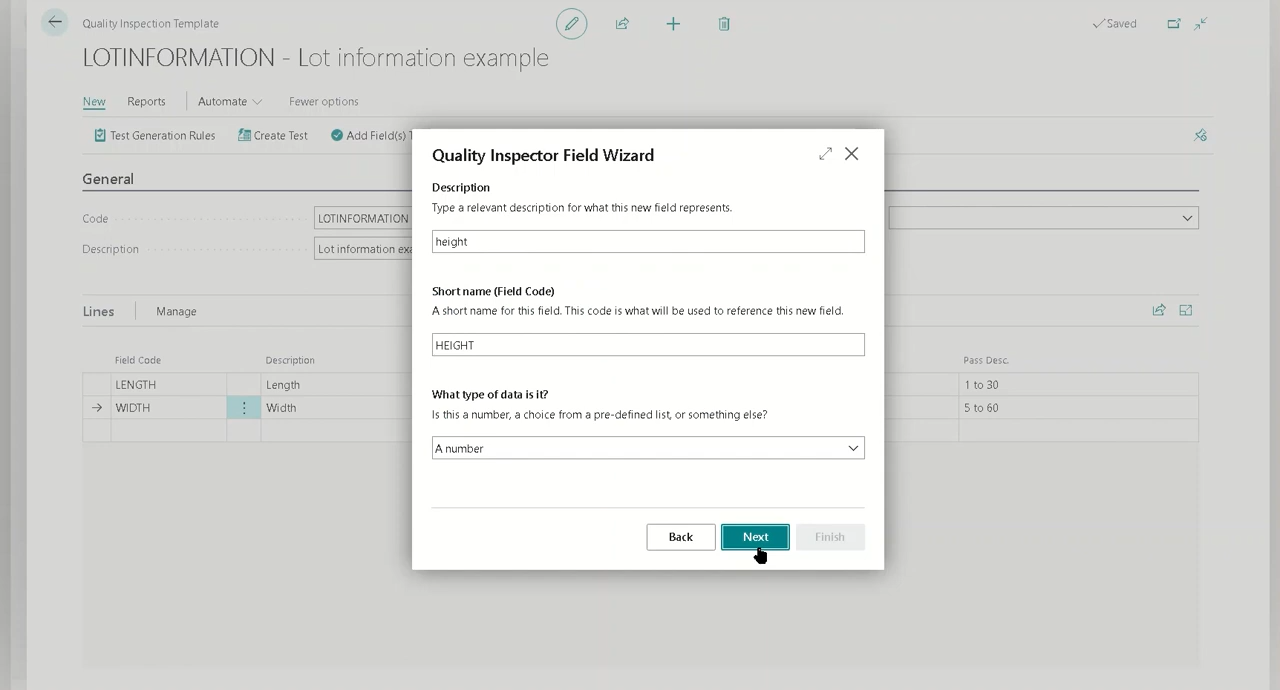 Quality Inspection Template
Saved
LOTINFORMATION - Lot information example
New Reports Automate Fewer options
Test Generation Rules Create Test Add Field(s) T
Quality Inspector Field Wizard
General
Description
Type a relevant description for what this new field represents.
Code LOTINFORMATION
height
Description Lot information exa
Short name (Field Code)
A short name for this field. This code is what will be used to reference this new field.
Lines Manage
HEIGHT
Field Code Description Pass Desc.
LENGTH Length 1 to 30
What type of data is it?
WIDTH Width 5 to 60
Is this a number, a choice from a pre-defined list, or something else?
A number
Back Next Finish